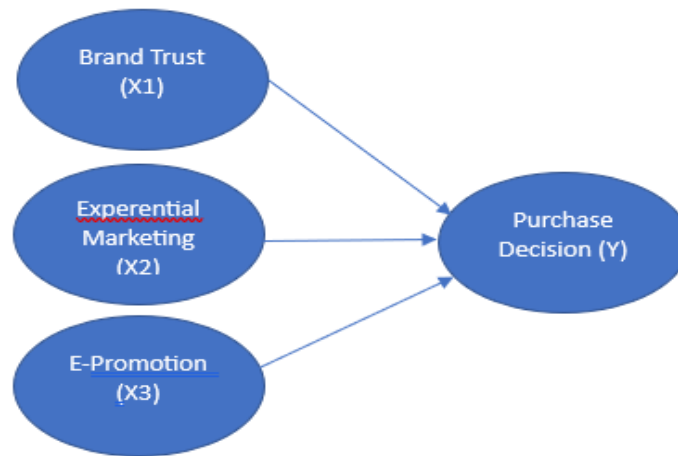 Brand Trust
(X1)
Experential
Marketing
(X2)
E-Promotion
(X3)
Purchase
Decision (Y)